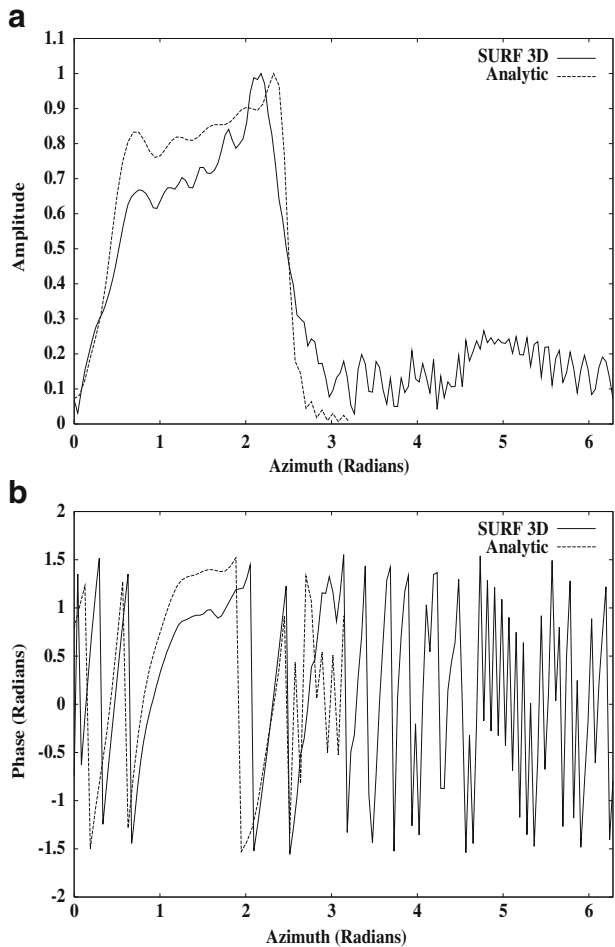 a
1.1
SURF 3D
1
Analytic
0.9
0.8
0.7
0.6
Amplitude
0.5
0.4
0.3
0.2
0.1
0
0 1 2 3 4 5 6
Azimuth (Radians)
b
2
SURF 3D
1.5
Analytic
1
0.5
Phase (Radians)
0
-0.5
-1
-1.5
-2
0 1 2 3 4 5 6
Azimuth (Radians)